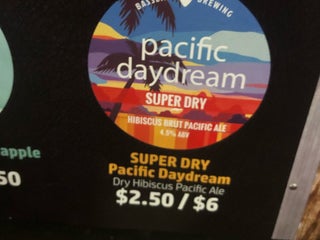 BREWING
pacific
daydream
SUPER DRY
HIBISCUS BRUT PACIFIC ALE
4.5% ABV
apple
50
SUPER DRY
Pacific Daydream
Dry Hibiscus Pacific Ale
$2.50 / $6